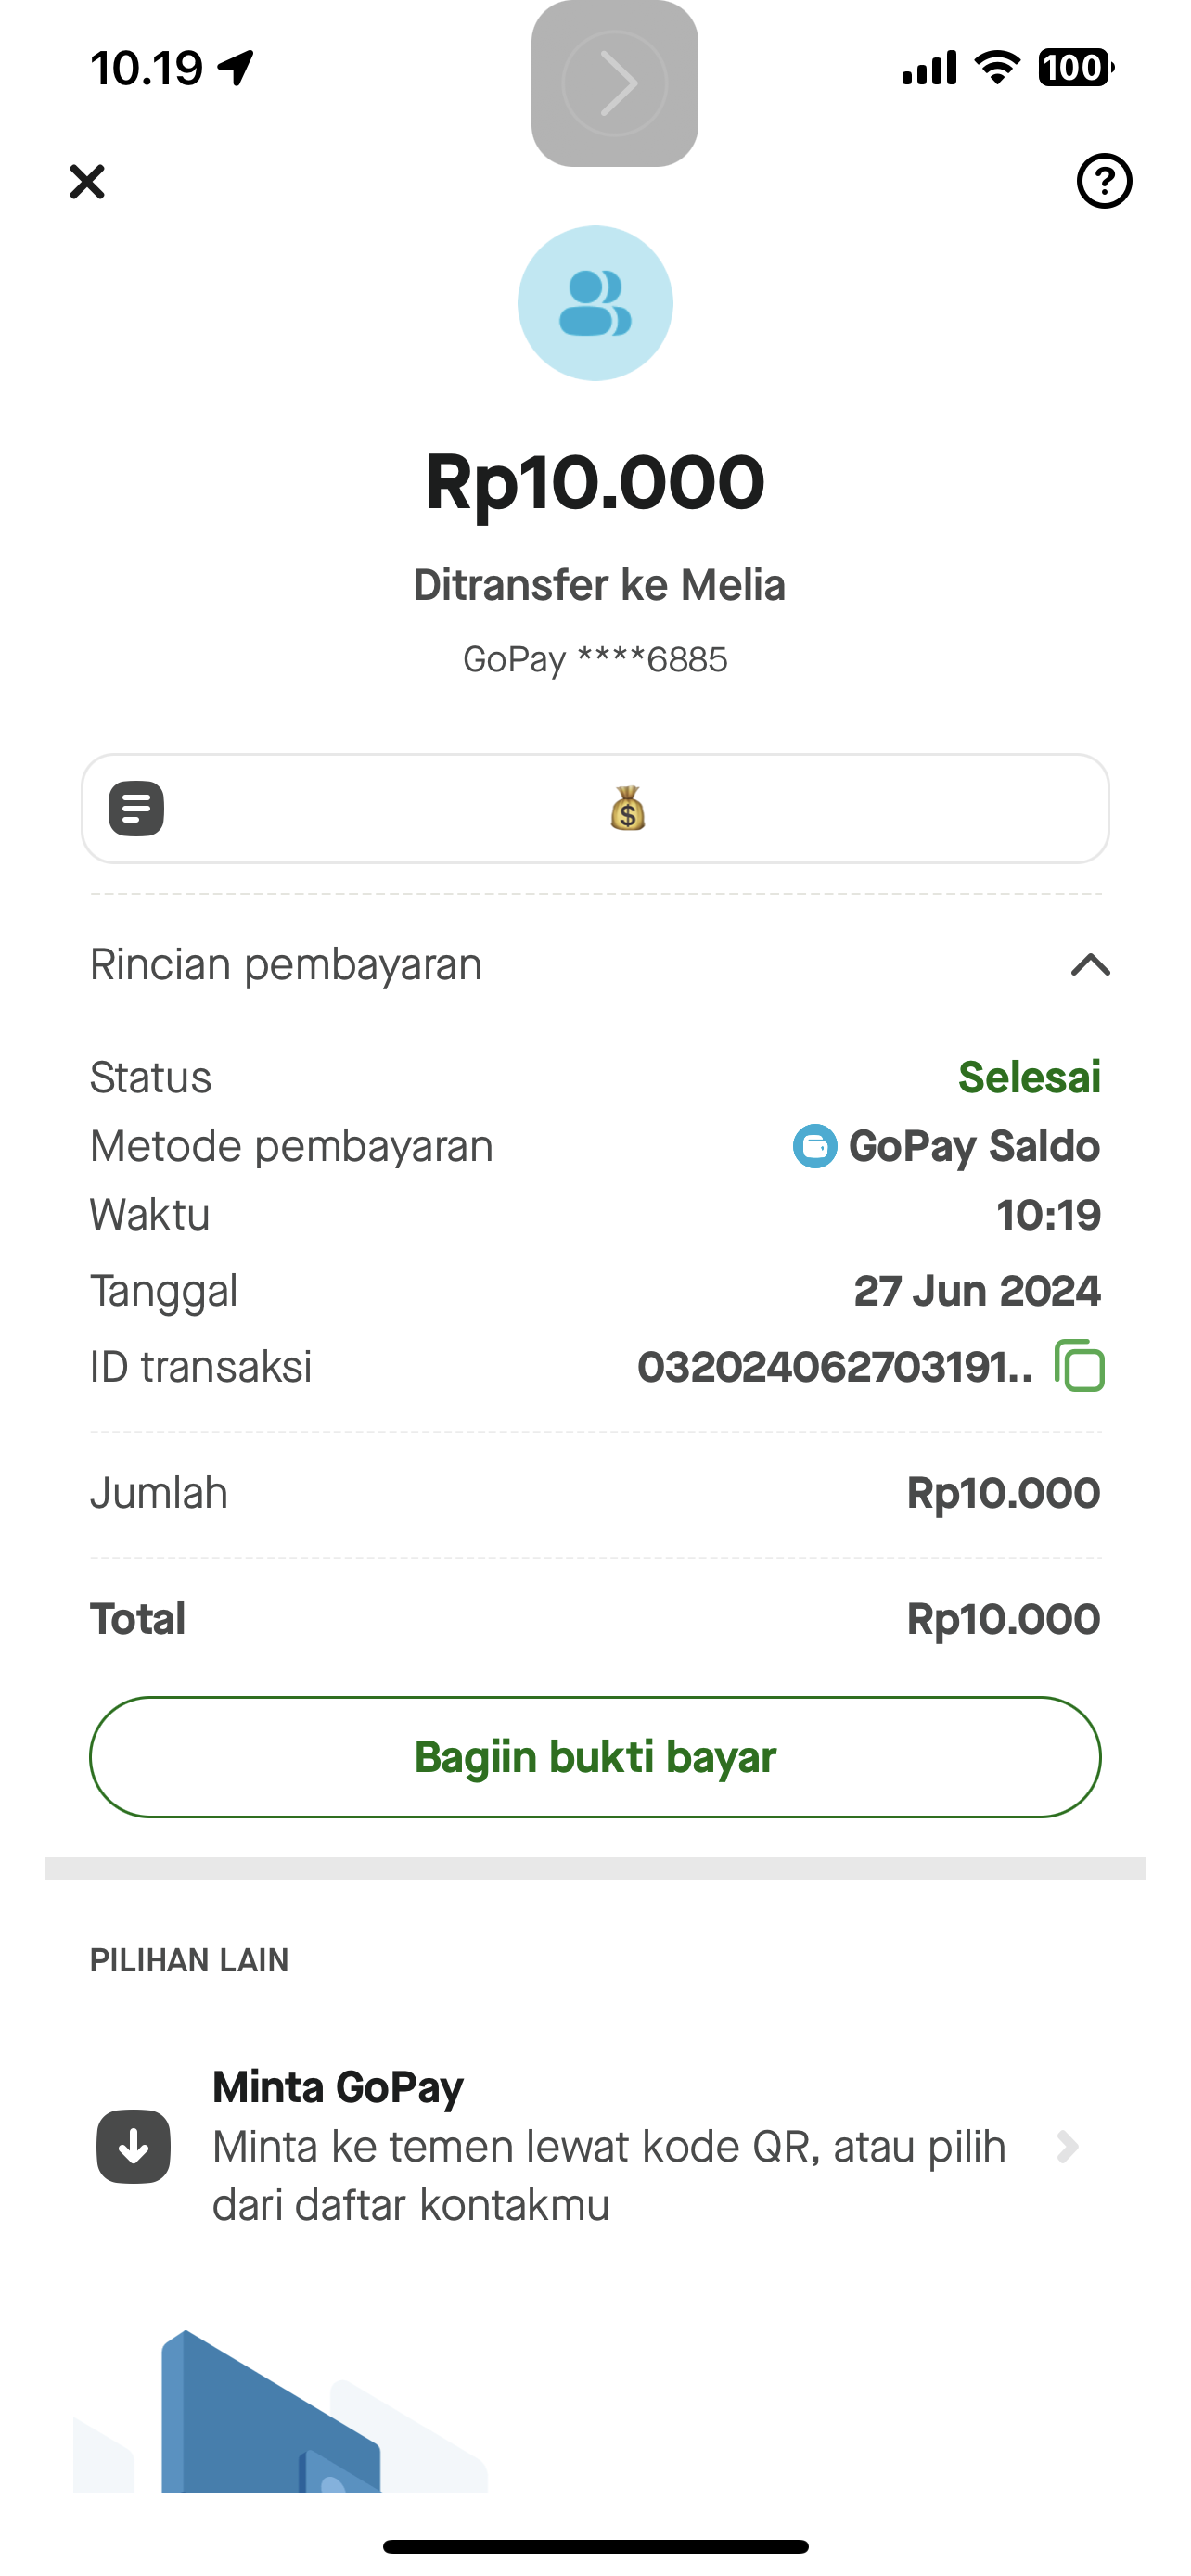 10.19
100
?
Rp10.000
Ditransfer ke Melia
GoPay ****6885
$
Rincian pembayaran
Status Selesai
Metode pembayaran GoPay Saldo
Waktu 10:19
Tanggal 27 Jun 2024
ID transaksi 032024062703191..
Jumlah Rp10.000
Total Rp10.000
Bagiin bukti bayar
PILIHAN LAIN
Minta GoPay
Minta ke temen lewat kode QR, atau pilih
dari daftar kontakmu